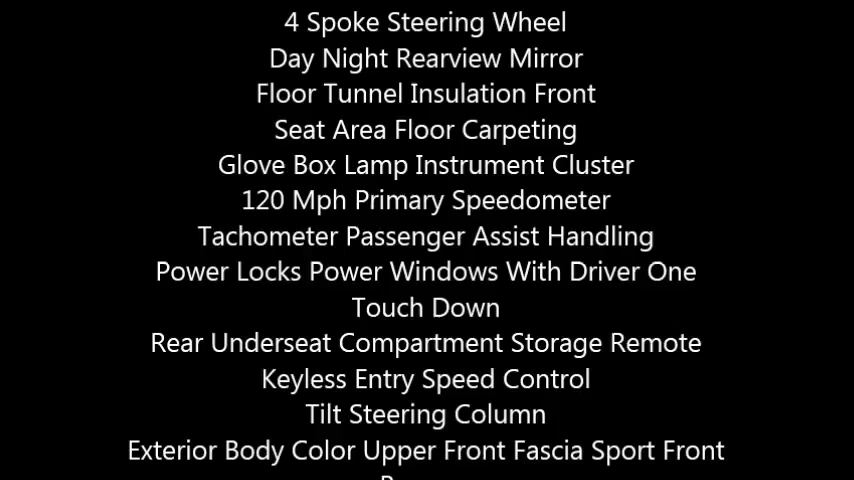 4 Spoke Steering Wheel
Day Night Rearview Mirror
Floor Tunnel Insulation Front
Seat Area Floor Carpeting
Glove Box Lamp Instrument Cluster
120 Mph Primary Speedometer
Tachometer Passenger Assist Handling
Power Locks Power Windows With Driver One
Touch Down
Rear Underseat Compartment Storage Remote
Keyless Entry Speed Control
Tilt Steering Column
Exterior Body Color Upper Front Fascia Sport Front